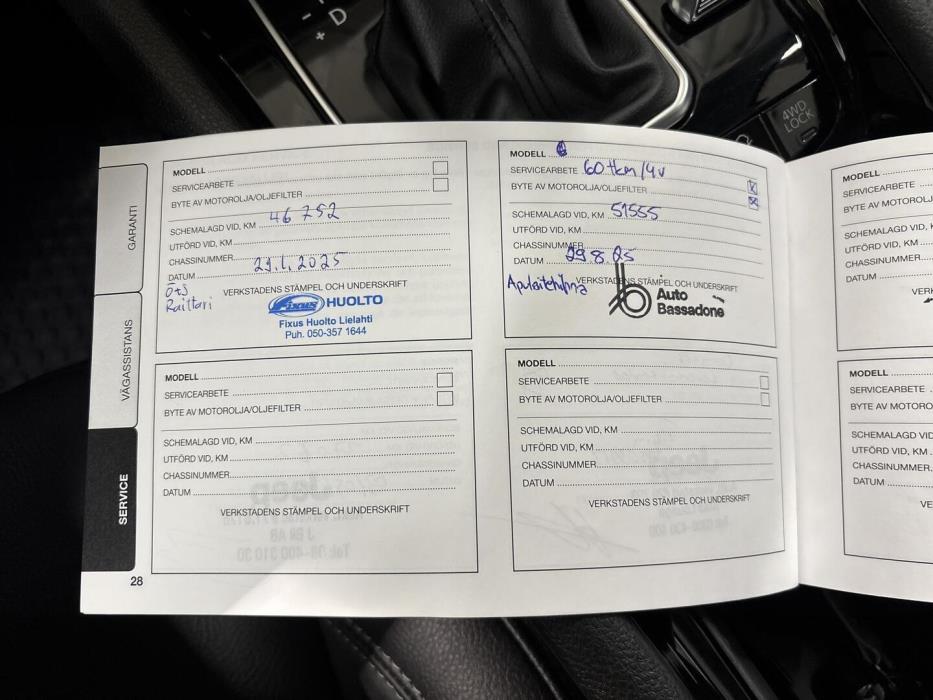 D
+
4WD
LOCK
GARANTI
VÄGASSISTANS
SERVICE
MODELL
SERVICEARBETE
BYTE AV MOTOROLJA/OLJEFILTER
SCHEMALAGD VID, KM 46 752
UTFÖRD VID, KM
CHASSINUMMER
DATUM 29.1.2025
VERKSTADENS STÄMPEL OCH UNDERSKRIFT
Öts
Raittari
Fixus HUOLTO
Fixus Huolto Lielahti
Puh. 050-357 1644
MODELL
SERVICEARBETE 60 tkm/4v
BYTE AV MOTOROLJA/OLJEFILTER
SCHEMALAGD VID, KM 51555
UTFÖRD VID, KM
CHASSINUMMER
DATUM 29.8.25
VERKSTADENS STÄMPEL OCH UNDERSKRIFT
Auto
Bassadone
MODELL
SERVICEARBETE
BYTE AV MOTOROLJA/OLJEFILTER
SCHEMALAGD VID, KM
UTFÖRD VID, KM
CHASSINUMMER
DATUM
VERKSTADENS STÄMPEL OCH UNDERSKRIFT
MODELL
SERVICEARBETE
BYTE AV MOTOROLJA/OLJEFILTER
SCHEMALAGD VID, KM
UTFÖRD VID, KM
CHASSINUMMER
DATUM
VERKSTADENS STÄMPEL OCH UNDERSKRIFT
MODELL
SERVICEARBETE
BYTE AV MOTOROLJ
SCHEMALAGD VID,
UTFÖRD VID, KM
CHASSINUMMER
DATUM
MODELL
SERVICEARBETE
BYTE AV MOTORO
SCHEMALAGD VID
UTFÖRD VID, KM
CHASSINUMMER
DATUM
VE
28